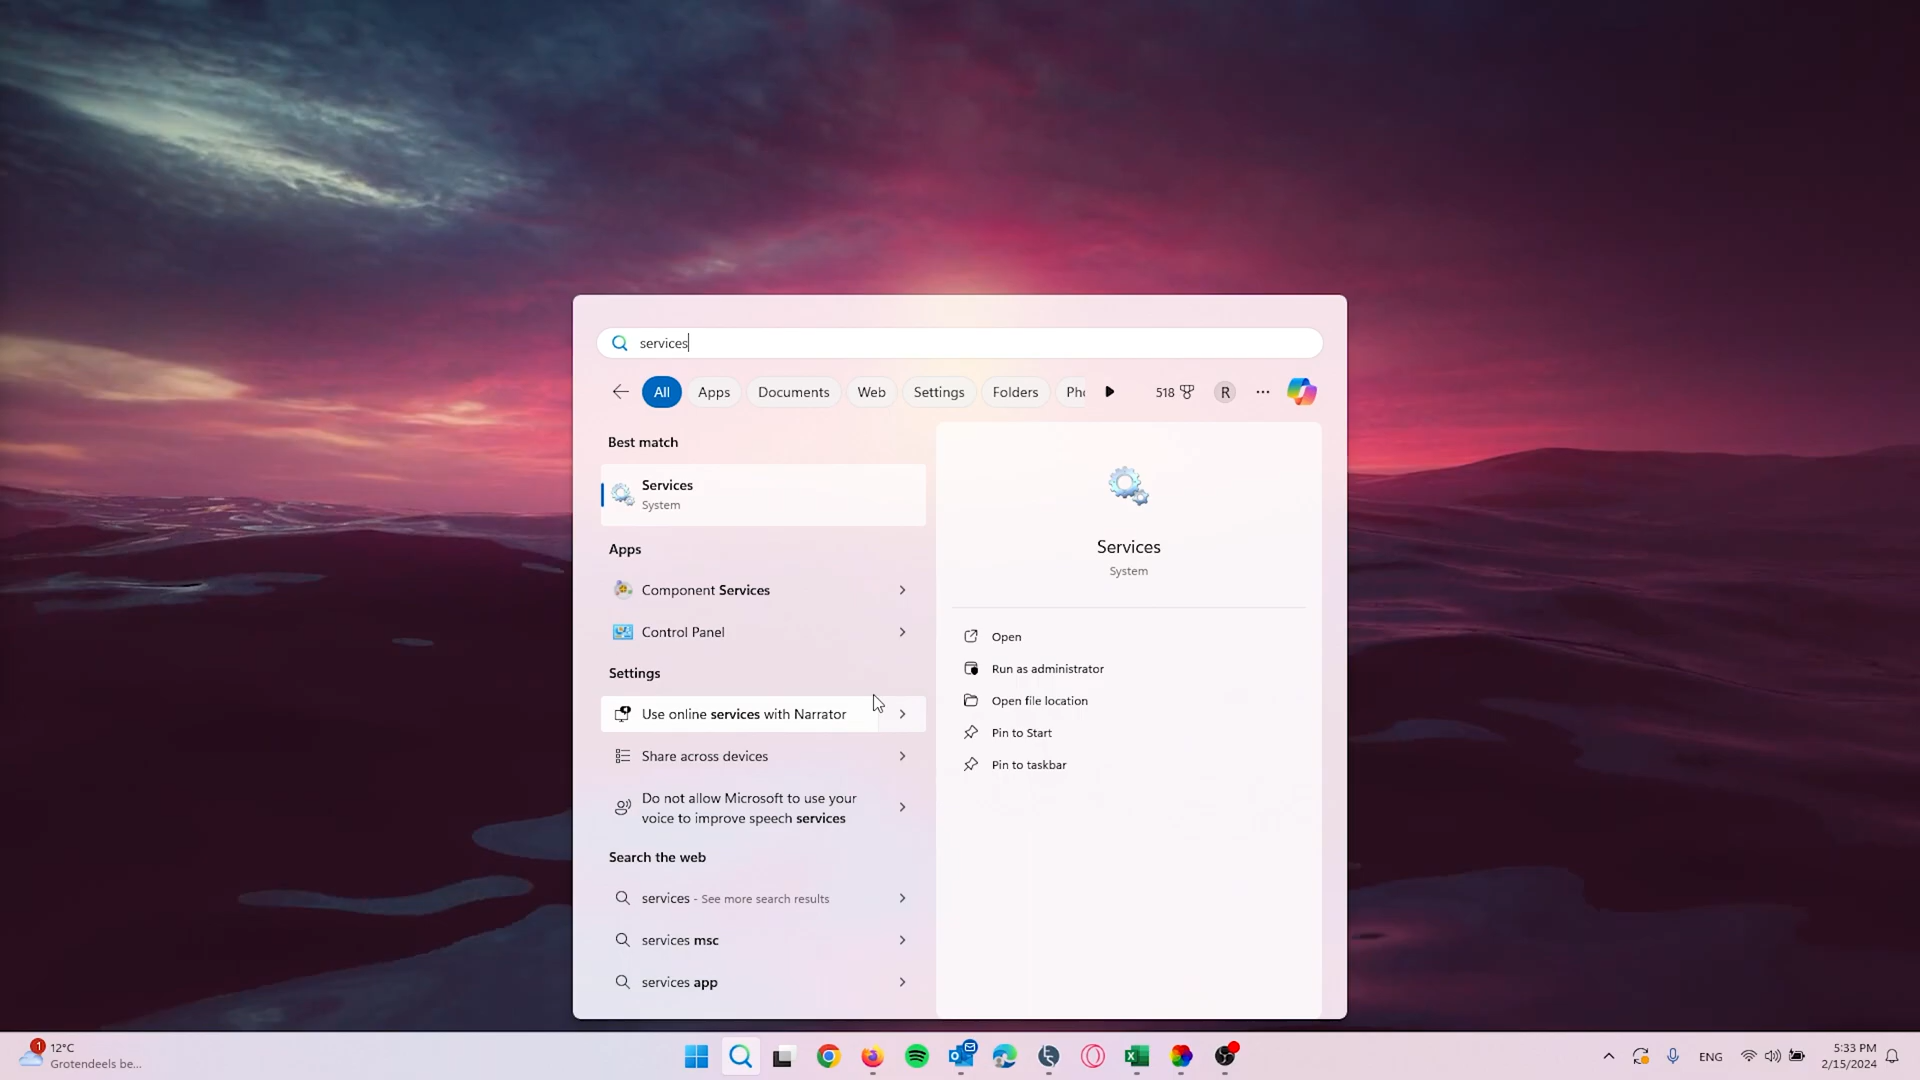 services
All
Apps
Documents
Web
Settings
Folders
Pho
518
R
Best match
Services
System
Apps
Component Services
Control Panel
Settings
Use online services with Narrator
Share across devices
Do not allow Microsoft to use your
voice to improve speech services
Search the web
services - See more search results
services msc
services app
Services
System
Open
Run as administrator
Open file location
Pin to Start
Pin to taskbar
1
12°C
Grotendeels be...
ENG
5:33 PM
2/15/2024